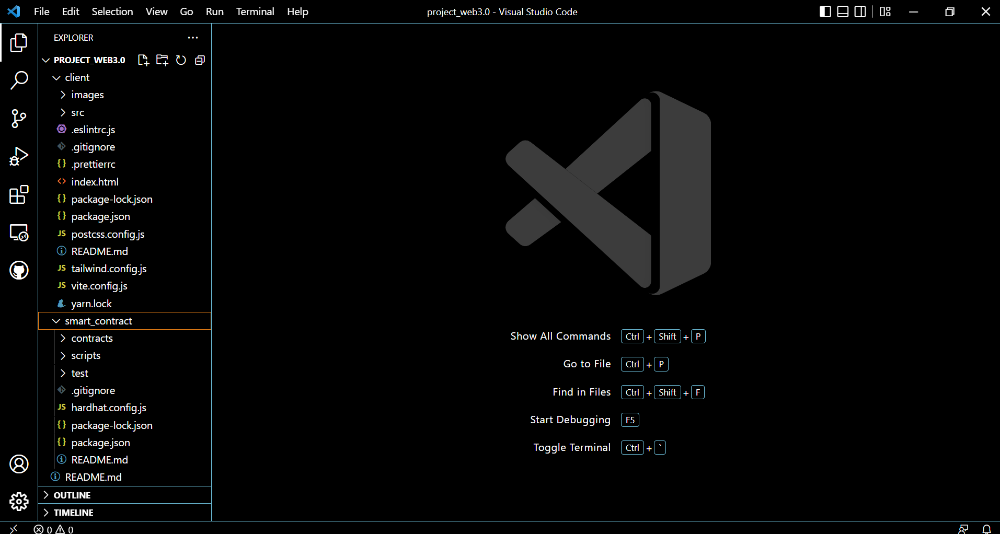 File Edit Selection View Go Run Terminal Help project_web3.0 - Visual Studio Code
EXPLORER
PROJECT_WEB3.0
client
images
src
.eslintrc.js
.gitignore
{} .prettierrc
<> index.html
{} package-lock.json
{} package.json
JS postcss.config.js
README.md
JS tailwind.config.js
JS vite.config.js
yarn.lock
smart_contract
contracts
scripts
test
.gitignore
JS hardhat.config.js
{} package-lock.json
{} package.json
README.md
README.md
OUTLINE
TIMELINE
Show All Commands Ctrl + Shift + P
Go to File Ctrl + P
Find in Files Ctrl + Shift + F
Start Debugging F5
Toggle Terminal Ctrl + `
0 0